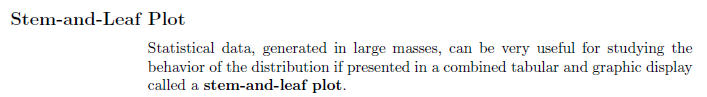 Stem-and-Leaf Plot
Statistical data, generated in large masses, can be very useful for studying the
behavior of the distribution if presented in a combined tabular and graphic display
called a stem-and-leaf plot.